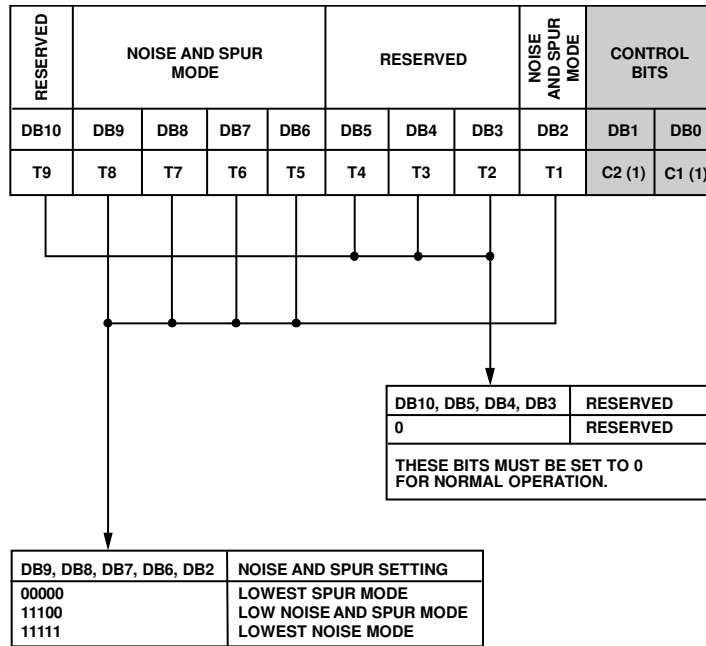 RESERVED
NOISE AND SPUR
MODE
RESERVED
NOISE
AND SPUR
MODE
CONTROL
BITS
DB10 DB9 DB8 DB7 DB6 DB5 DB4 DB3 DB2 DB1 DB0
T9 T8 T7 T6 T5 T4 T3 T2 T1 C2 (1) C1 (1)
DB10, DB5, DB4, DB3 RESERVED
0 RESERVED
THESE BITS MUST BE SET TO 0
FOR NORMAL OPERATION.
DB9, DB8, DB7, DB6, DB2 NOISE AND SPUR SETTING
00000 LOWEST SPUR MODE
11100 LOW NOISE AND SPUR MODE
11111 LOWEST NOISE MODE